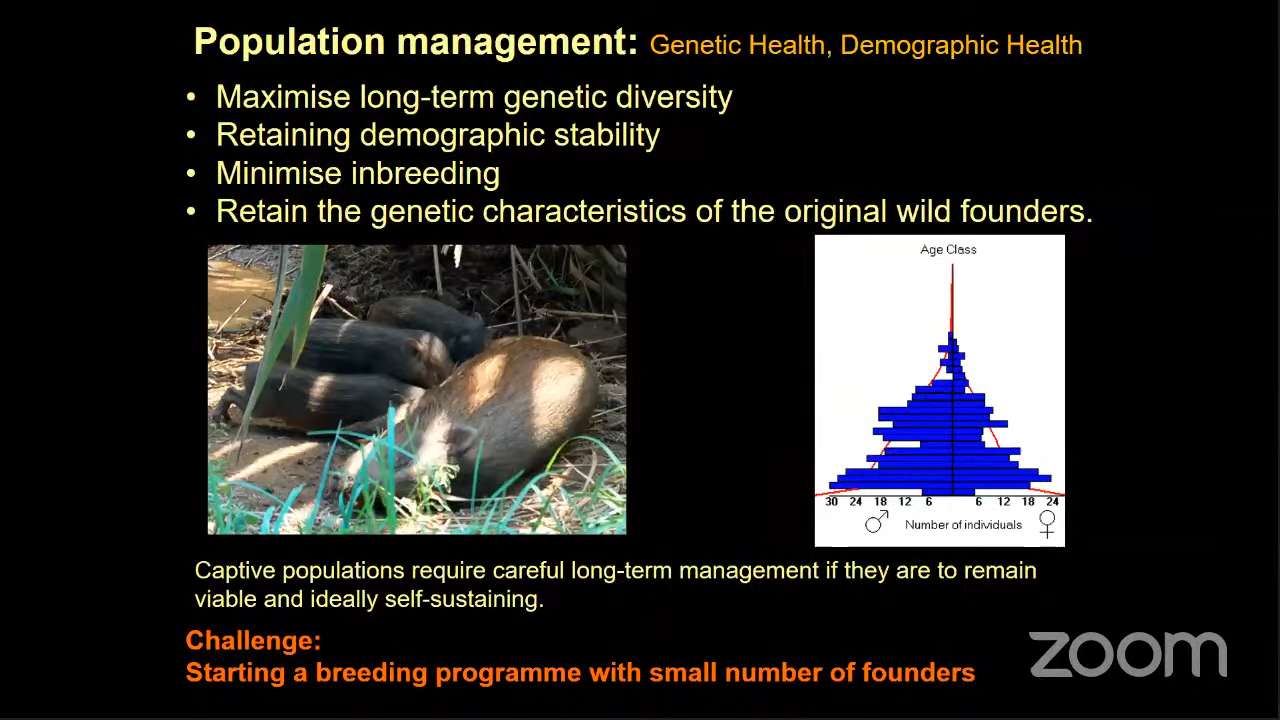 Population management: Genetic Health, Demographic Health
• Maximise long-term genetic diversity
• Retaining demographic stability
• Minimise inbreeding
• Retain the genetic characteristics of the original wild founders.
Age Class
30 24 18 12 6 6 12 18 24
♂ Number of individuals ♀
Captive populations require careful long-term management if they are to remain
viable and ideally self-sustaining.
Challenge:
Starting a breeding programme with small number of founders
zoom